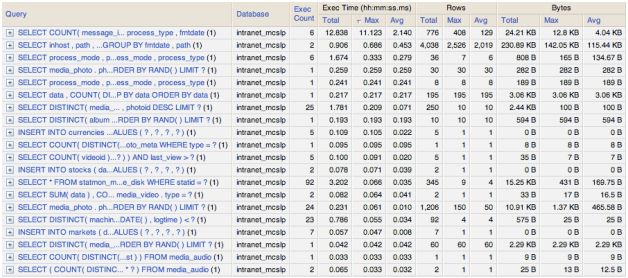 Query Database Exec Count Exec Time (hh:mm:ss.ms) Rows Bytes
Total Max Avg Total Max Avg Total Max Avg
SELECT COUNT( message_i... process_type , fmtdate (1) intranet_mcslp 6 12.838 11.123 2.140 776 408 129 24.21 KB 12.8 KB 4.04 KB
SELECT inhost , path , ...GROUP BY fmtdate , path (1) intranet_mcslp 2 0.906 0.686 0.453 4,038 2,526 2,019 230.89 KB 142.05 KB 115.44 KB
SELECT process_mode , p...ess_mode , process_type (1) intranet_mcslp 6 1.674 0.333 0.279 36 7 6 808 B 165 B 134.67 B
SELECT media_photo . ph...RDER BY RAND( ) LIMIT ? (1) intranet_mcslp 1 0.259 0.259 0.259 30 30 30 282 B 282 B 282 B
SELECT process_mode , p...ess_mode , process_type (1) intranet_mcslp 1 0.241 0.241 0.241 8 8 8 189 B 189 B 189 B
SELECT data , COUNT( DI...P BY data ORDER BY data (1) intranet_mcslp 1 0.217 0.217 0.217 195 195 195 3.06 KB 3.06 KB 3.06 KB
SELECT DISTINCT( media_... , photoid DESC LIMIT ? (1) intranet_mcslp 25 1.781 0.209 0.071 250 10 10 2.44 KB 100 B 100 B
SELECT DISTINCT( album ...RDER BY RAND( ) LIMIT ? (1) intranet_mcslp 1 0.193 0.193 0.193 10 10 10 594 B 594 B 594 B
INSERT INTO currencies ...ALUES ( ? , ? , ? , ? ) (1) intranet_mcslp 5 0.109 0.105 0.022 5 1 1 0 B 0 B 0 B
SELECT COUNT( DISTINCT(...oto_meta WHERE type = ? (1) intranet_mcslp 1 0.095 0.095 0.095 1 1 1 9 B 9 B 9 B
SELECT COUNT( videoid )...? ) ) AND last_view > ? (1) intranet_mcslp 5 0.100 0.091 0.020 5 1 1 35 B 7 B 7 B
INSERT INTO stocks ( da...ALUES ( ? , ? , ? , ? ) (1) intranet_mcslp 2 0.078 0.071 0.039 2 1 1 0 B 0 B 0 B
SELECT * FROM statmon_m...e_disk WHERE statid = ? (1) intranet_mcslp 92 3.202 0.066 0.035 345 9 4 15.25 KB 431 B 169.75 B
SELECT SUM( data ) , CO... media_video . type = ? (1) intranet_mcslp 2 0.082 0.064 0.041 2 1 1 33 B 17 B 16.5 B
SELECT media_photo . ph...RDER BY RAND( ) LIMIT ? (1) intranet_mcslp 24 0.231 0.061 0.010 1,206 150 50 10.91 KB 1.37 KB 465.58 B
SELECT DISTINCT( machin...DATE( ) , logtime ) < ? (1) intranet_mcslp 23 0.786 0.055 0.034 92 4 4 575 B 25 B 25 B
INSERT INTO markets ( d...ALUES ( ? , ? , ? , ? ) (1) intranet_mcslp 7 0.057 0.047 0.008 7 1 1 0 B 0 B 0 B
SELECT DISTINCT( media_...RDER BY RAND( ) LIMIT ? (1) intranet_mcslp 1 0.042 0.042 0.042 60 60 60 2.29 KB 2.29 KB 2.29 KB
SELECT COUNT( DISTINCT(...st ) ) FROM media_audio (1) intranet_mcslp 1 0.033 0.033 0.033 1 1 1 9 B 9 B 9 B
SELECT ( COUNT( DISTINC... * ? ) FROM media_audio (1) intranet_mcslp 2 0.065 0.033 0.032 2 1 1 25 B 13 B 12.5 B